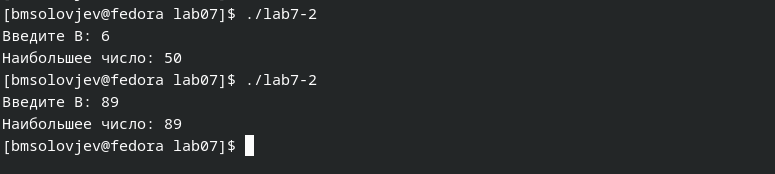 [bmsolovjev@fedora lab07]$ ./lab7-2
Введите B: 6
Наибольшее число: 50
[bmsolovjev@fedora lab07]$ ./lab7-2
Введите B: 89
Наибольшее число: 89
[bmsolovjev@fedora lab07]$